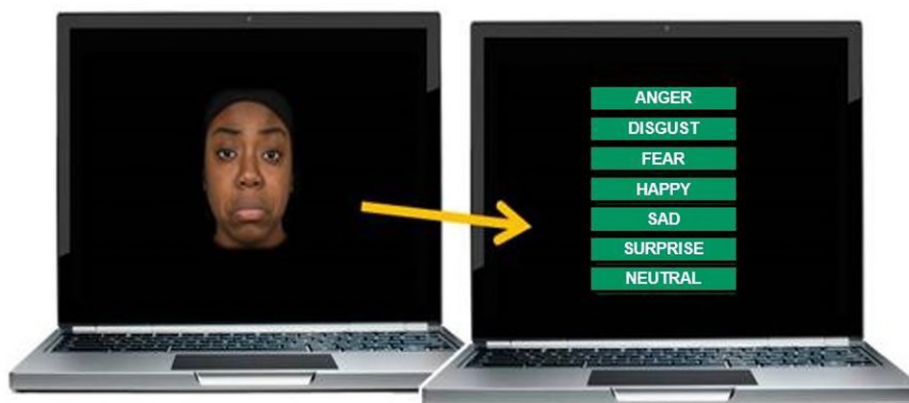 ANGER
DISGUST
FEAR
HAPPY
SAD
SURPRISE
NEUTRAL